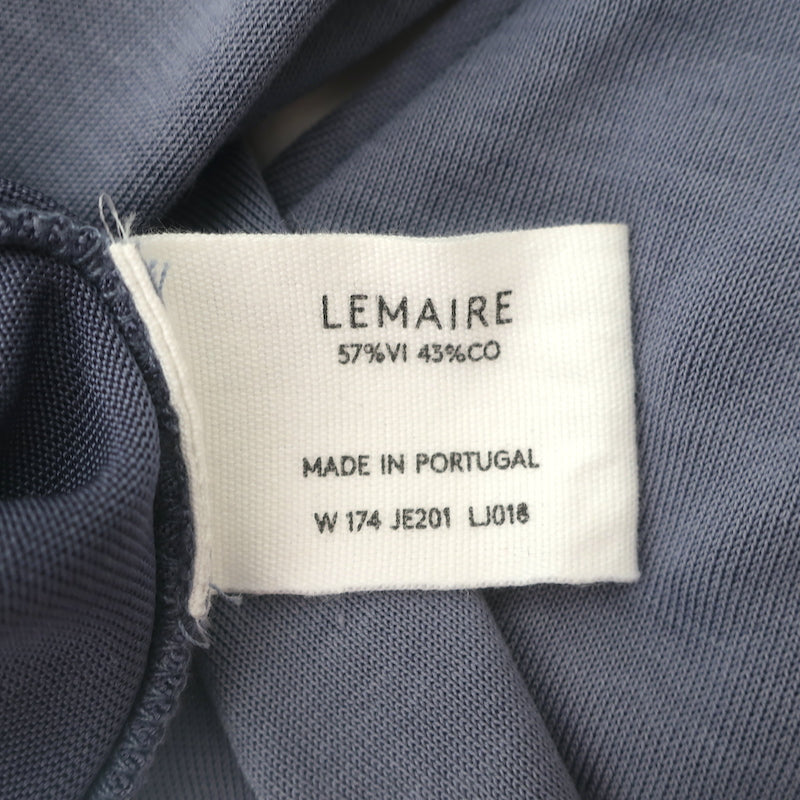 LEMAIRE
57%VI 43%CO
MADE IN PORTUGAL
W 174 JE201 LJ018